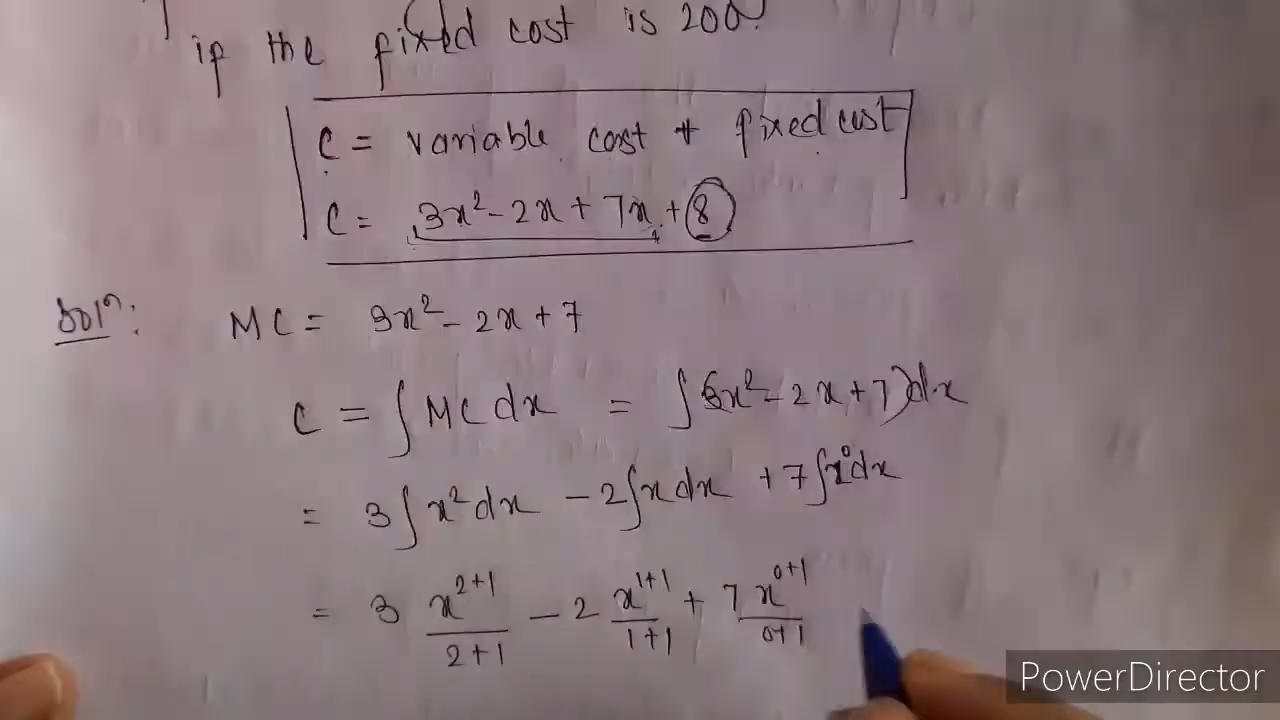 if the fixed cost is 200.
C = variable cost + fixed cost
C = 3x² - 2x + 7x + 8
Solⁿ:
MC = 3x² - 2x + 7
C = ∫MC dx = ∫(3x² - 2x + 7)dx
= 3∫x²dx - 2∫x dx + 7∫x⁰dx
= 3 x^(2+1)/(2+1) - 2 x^(1+1)/(1+1) + 7 x^(0+1)/(0+1)
PowerDirector